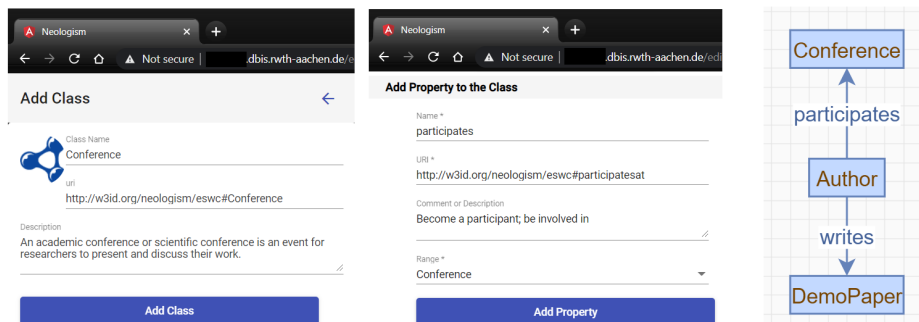 Neologism
Not secure
.dbis.rwth-aachen.de/e
Add Class
Class Name
Conference
uri
http://w3id.org/neologism/eswc#Conference
Description
An academic conference or scientific conference is an event for
researchers to present and discuss their work.
Add Class
Neologism
Not secure
.dbis.rwth-aachen.de/edi
Add Property to the Class
Name *
participates
URI *
http://w3id.org/neologism/eswc#participatesat
Comment or Description
Become a participant; be involved in
Range *
Conference
Add Property
Conference
participates
Author
writes
DemoPaper